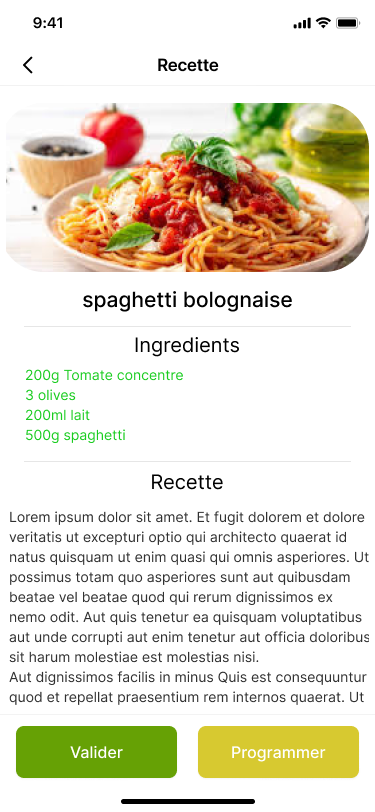 9:41
Recette
spaghetti bolognaise
Ingredients
200g Tomate concentre
3 olives
200ml lait
500g spaghetti
Recette
Lorem ipsum dolor sit amet. Et fugit dolorem et dolore
veritatis ut excepturi optio qui architecto quaerat id
natus quisquam ut enim quasi qui omnis asperiores. Ut
possimus totam quo asperiores sunt aut quibusdam
beatae vel beatae quod qui rerum dignissimos ex
nemo odit. Aut quis tenetur ea quisquam voluptatibus
aut unde corrupti aut enim tenetur aut officia doloribus
sit harum molestiae est molestias nisi.
Aut dignissimos facilis in minus Quis est consequuntur
quod et repellat praesentium rem internos quaerat. Ut
Valider
Programmer